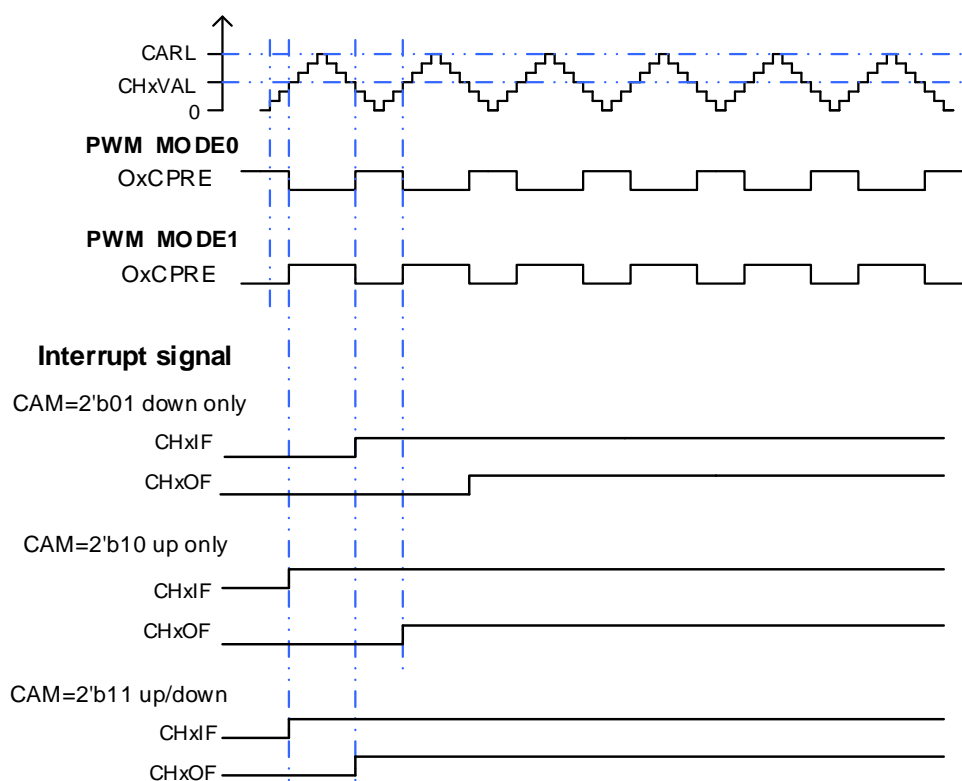 CARL
CHxVAL
0
PWM MODE0
OxCPRE
PWM MODE1
OxCPRE
Interrupt signal
CAM=2'b01 down only
CHxIF
CHxOF
CAM=2'b10 up only
CHxIF
CHxOF
CAM=2'b11 up/down
CHxIF
CHxOF